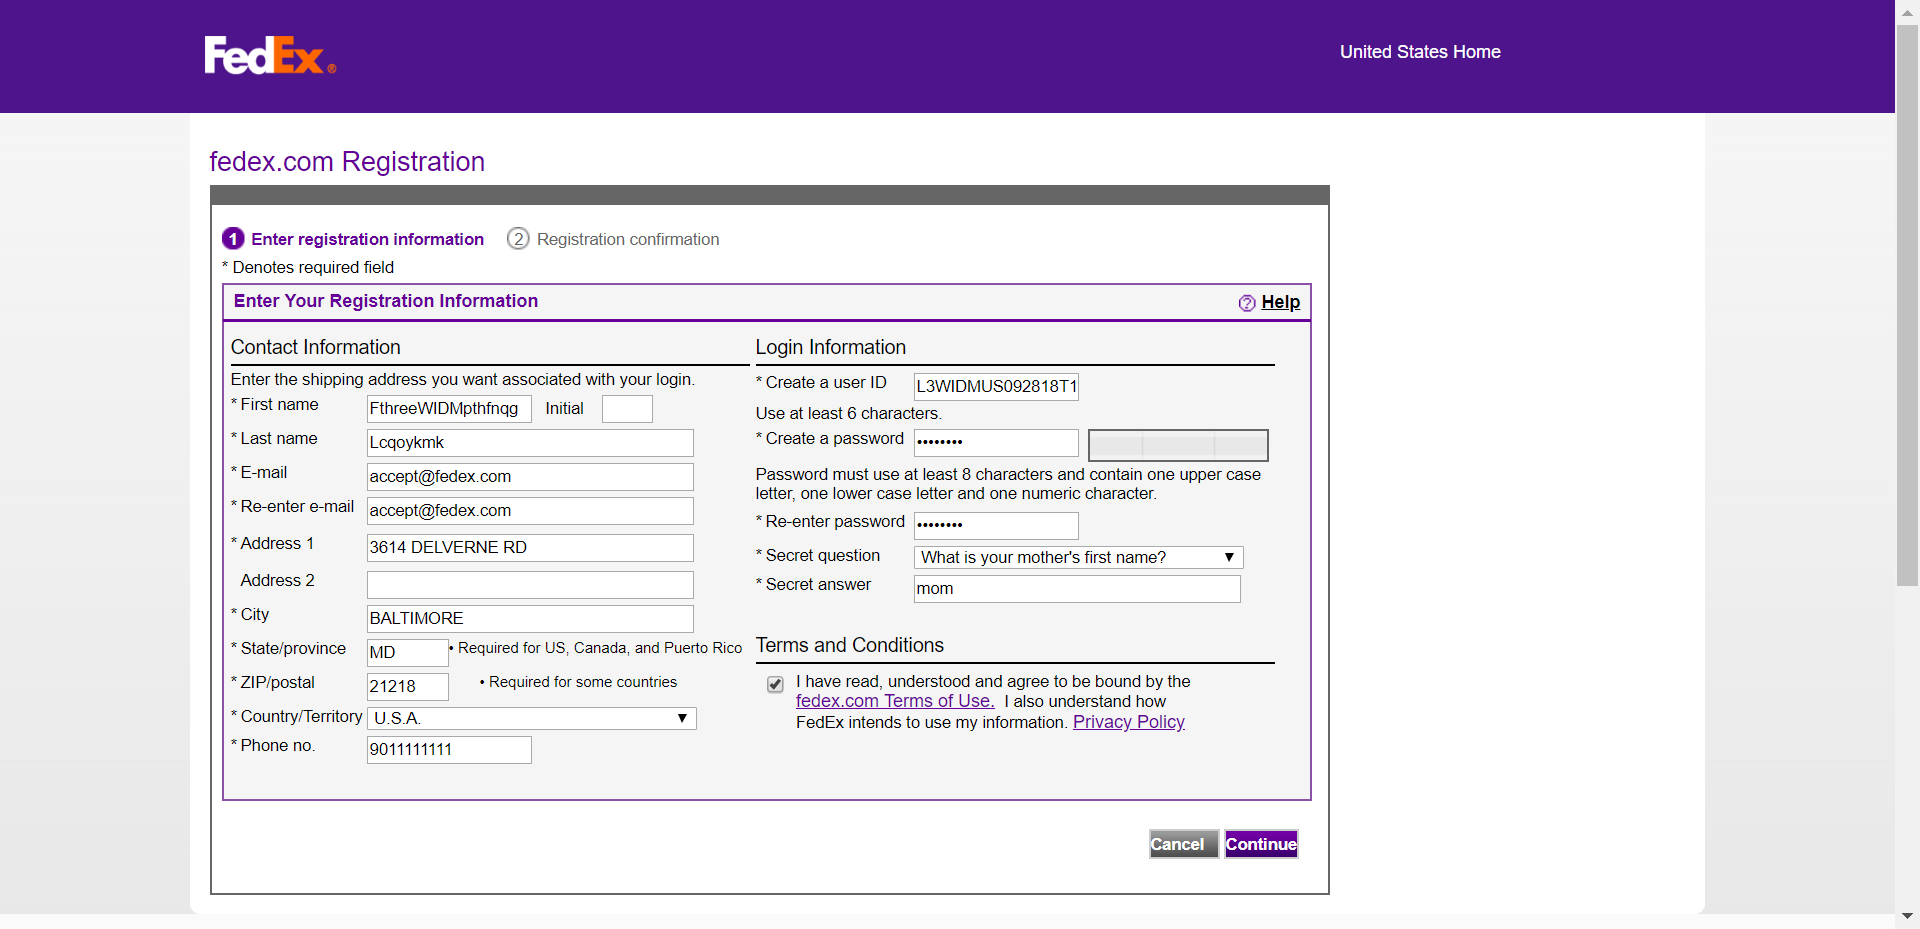 FedEx®
United States Home
fedex.com Registration
1 Enter registration information 2 Registration confirmation
* Denotes required field
Enter Your Registration Information
? Help
Contact Information
Enter the shipping address you want associated with your login.
* First name FthreeWIDMpthfnqg Initial
* Last name Lcqoykmk
* E-mail accept@fedex.com
* Re-enter e-mail accept@fedex.com
* Address 1 3614 DELVERNE RD
Address 2
* City BALTIMORE
* State/province MD • Required for US, Canada, and Puerto Rico
* ZIP/postal 21218 • Required for some countries
* Country/Territory U.S.A.
* Phone no. 9011111111
Login Information
* Create a user ID L3WIDMUS092818T1
Use at least 6 characters.
* Create a password ••••••••
Password must use at least 8 characters and contain one upper case
letter, one lower case letter and one numeric character.
* Re-enter password ••••••••
* Secret question What is your mother's first name?
* Secret answer mom
Terms and Conditions
I have read, understood and agree to be bound by the
fedex.com Terms of Use. I also understand how
FedEx intends to use my information. Privacy Policy
Cancel Continue